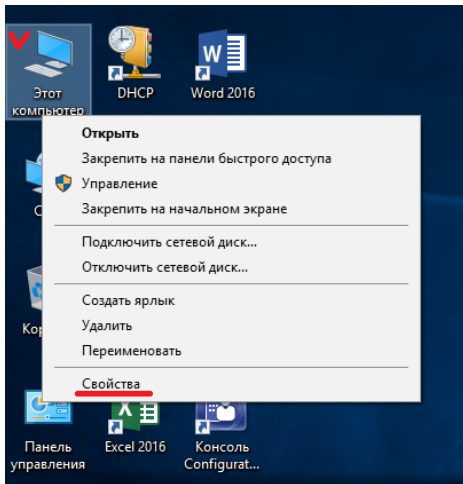 Этот
компьютер
DHCP
Word 2016
Открыть
Закрепить на панели быстрого доступа
Управление
Закрепить на начальном экране
Подключить сетевой диск...
Отключить сетевой диск...
Создать ярлык
Удалить
Переименовать
Свойства
Панель
управления
Excel 2016
Консоль
Configurat...